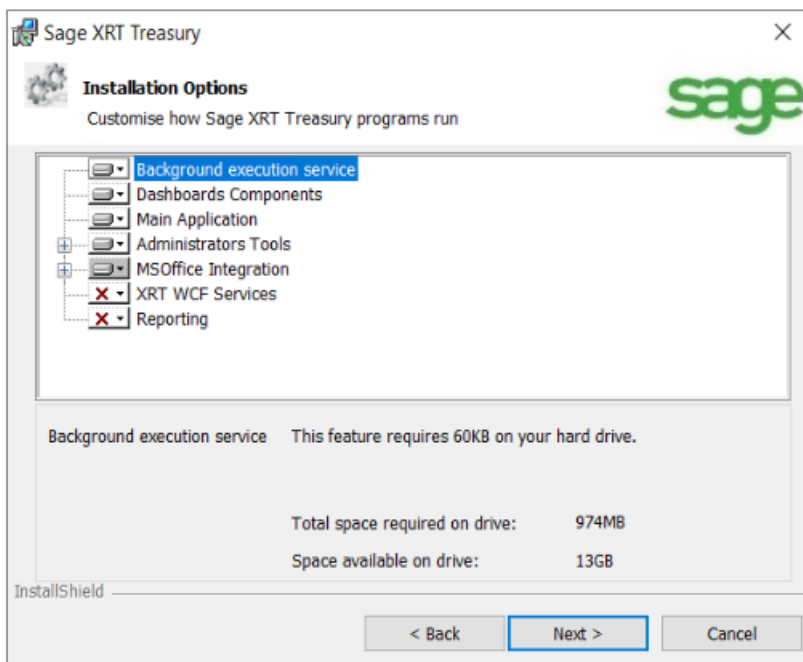 Sage XRT Treasury
Installation Options
sage
Customise how Sage XRT Treasury programs run
Background execution service
Dashboards Components
Main Application
Administrators Tools
MSOffice Integration
XRT WCF Services
Reporting
Background execution service This feature requires 60KB on your hard drive.
Total space required on drive: 974MB
Space available on drive: 13GB
InstallShield
< Back Next > Cancel